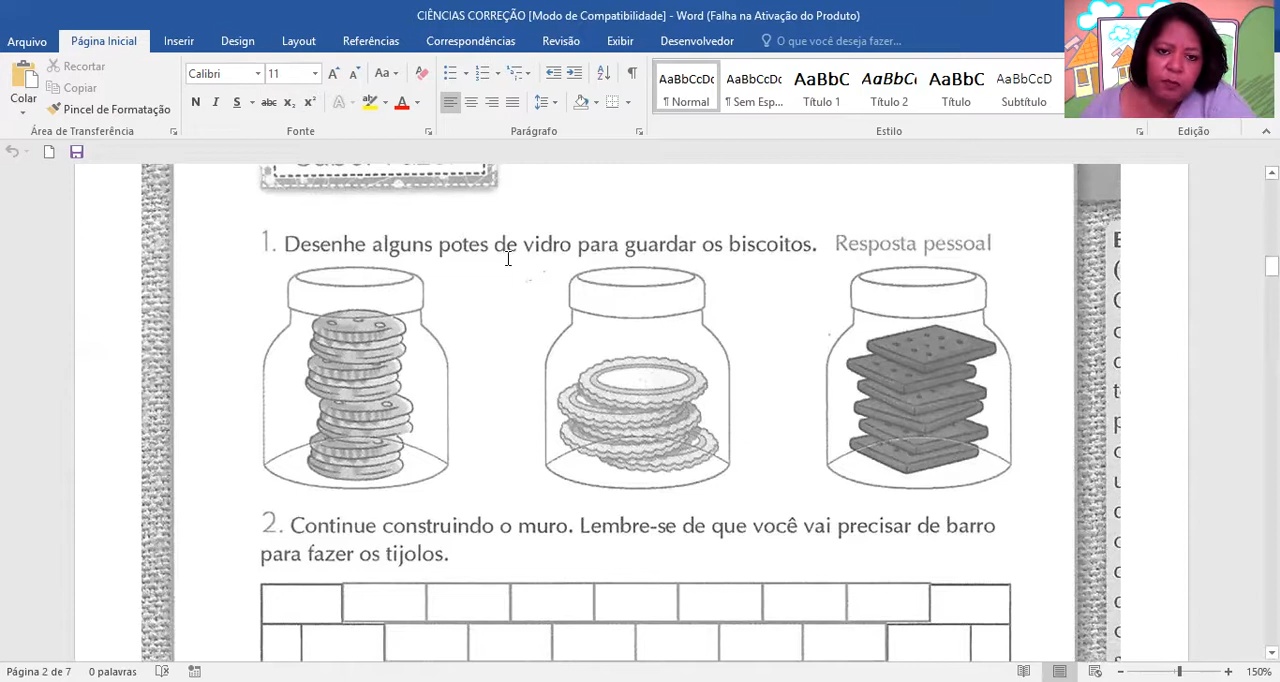 CIÊNCIAS CORREÇÃO [Modo de Compatibilidade] - Word (Falha na Ativação do Produto)
Arquivo Página Inicial Inserir Design Layout Referências Correspondências Revisão Exibir Desenvolvedor O que você deseja fazer...
Colar
Recortar
Copiar
Pincel de Formatação
Área de Transferência
Calibri 11
Aa
N I S abc x₂ x² A A
Fonte
Parágrafo
AaBbCcDc AaBbCcDc AaBbC AaBbCc AaBbC AaBbCcD
¶ Normal ¶ Sem Esp... Título 1 Título 2 Título Subtítulo
Estilo
Edição
1. Desenhe alguns potes de vidro para guardar os biscoitos. Resposta pessoal
2. Continue construindo o muro. Lembre-se de que você vai precisar de barro
para fazer os tijolos.
Página 2 de 7 0 palavras 150%